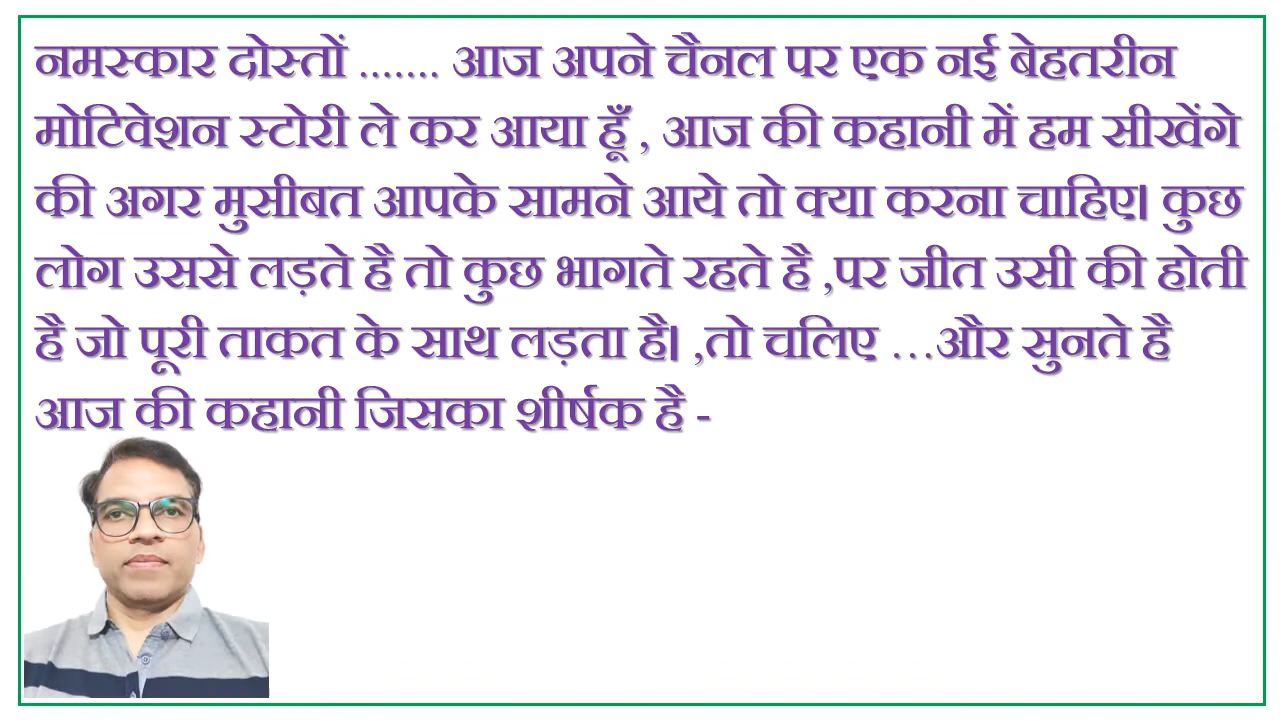 नमस्कार दोस्तों ....... आज अपने चैनल पर एक नई बेहतरीन
मोटिवेशन स्टोरी ले कर आया हूँ , आज की कहानी में हम सीखेंगे
की अगर मुसीबत आपके सामने आये तो क्या करना चाहिए। कुछ
लोग उससे लड़ते है तो कुछ भागते रहते है ,पर जीत उसी की होती
है जो पूरी ताकत के साथ लड़ता है। ,तो चलिए ...और सुनते है
आज की कहानी जिसका शीर्षक है -